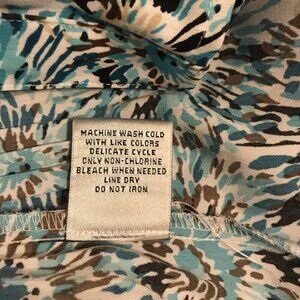 MACHINE WASH COLD
WITH LIKE COLORS
DELICATE CYCLE
ONLY NON-CHLORINE
BLEACH WHEN NEEDED
LINE DRY
DO NOT IRON